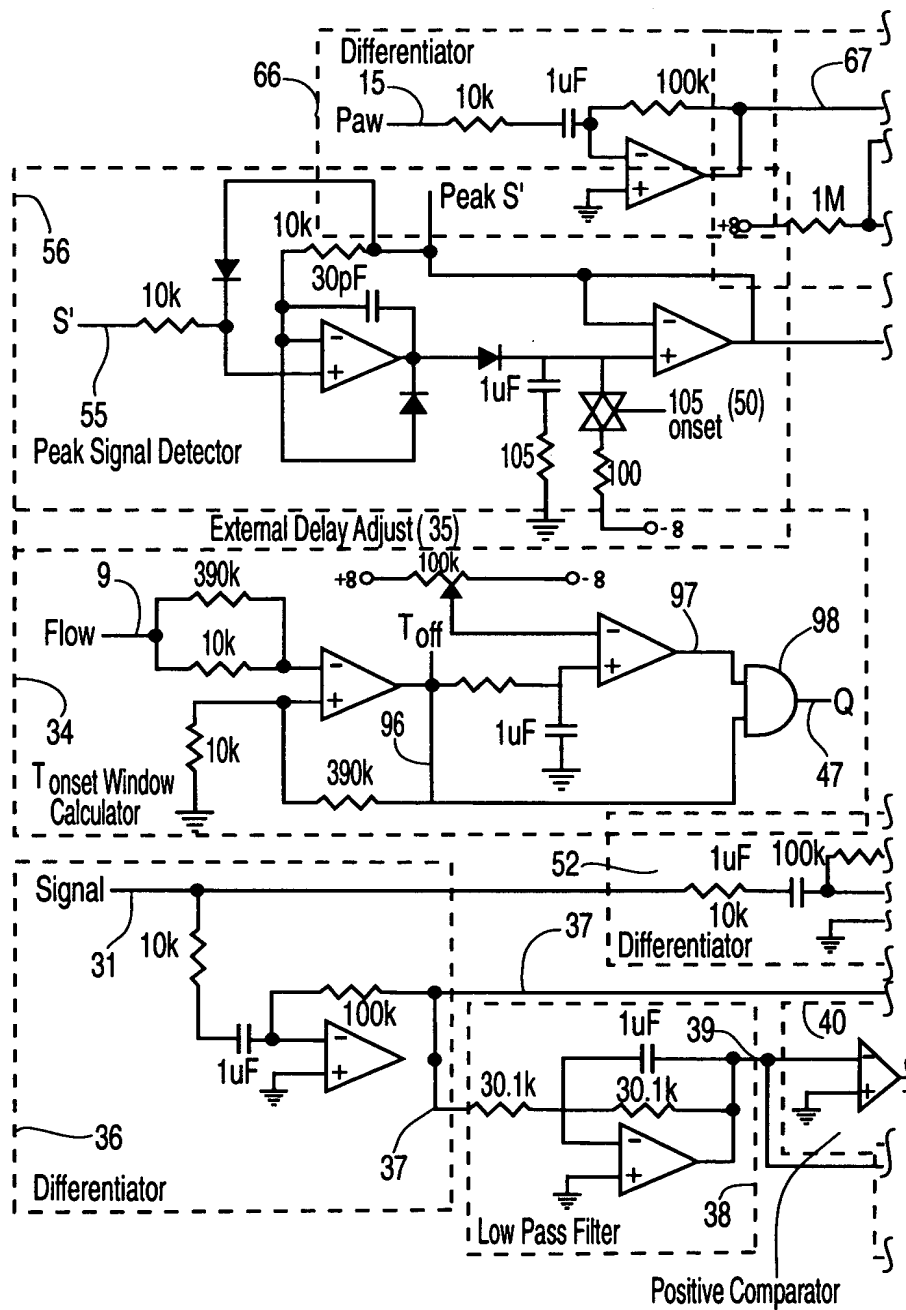 Differentiator
66
15
Paw
10k
1uF
100k
67
Peak S'
+8
1M
56
10k
30pF
10k
S'
55
1uF
105
105 (50)
onset
100
-8
Peak Signal Detector
External Delay Adjust (35)
9
390k
Flow
10k
+8
100k
-8
Toff
97
98
Q
47
34
10k
96
1uF
390k
Tonset Window
Calculator
Signal
31
52
1uF
100k
10k
Differentiator
10k
37
100k
1uF
36
37
Differentiator
30.1k
1uF
30.1k
39
40
38
Low Pass Filter
Positive Comparator